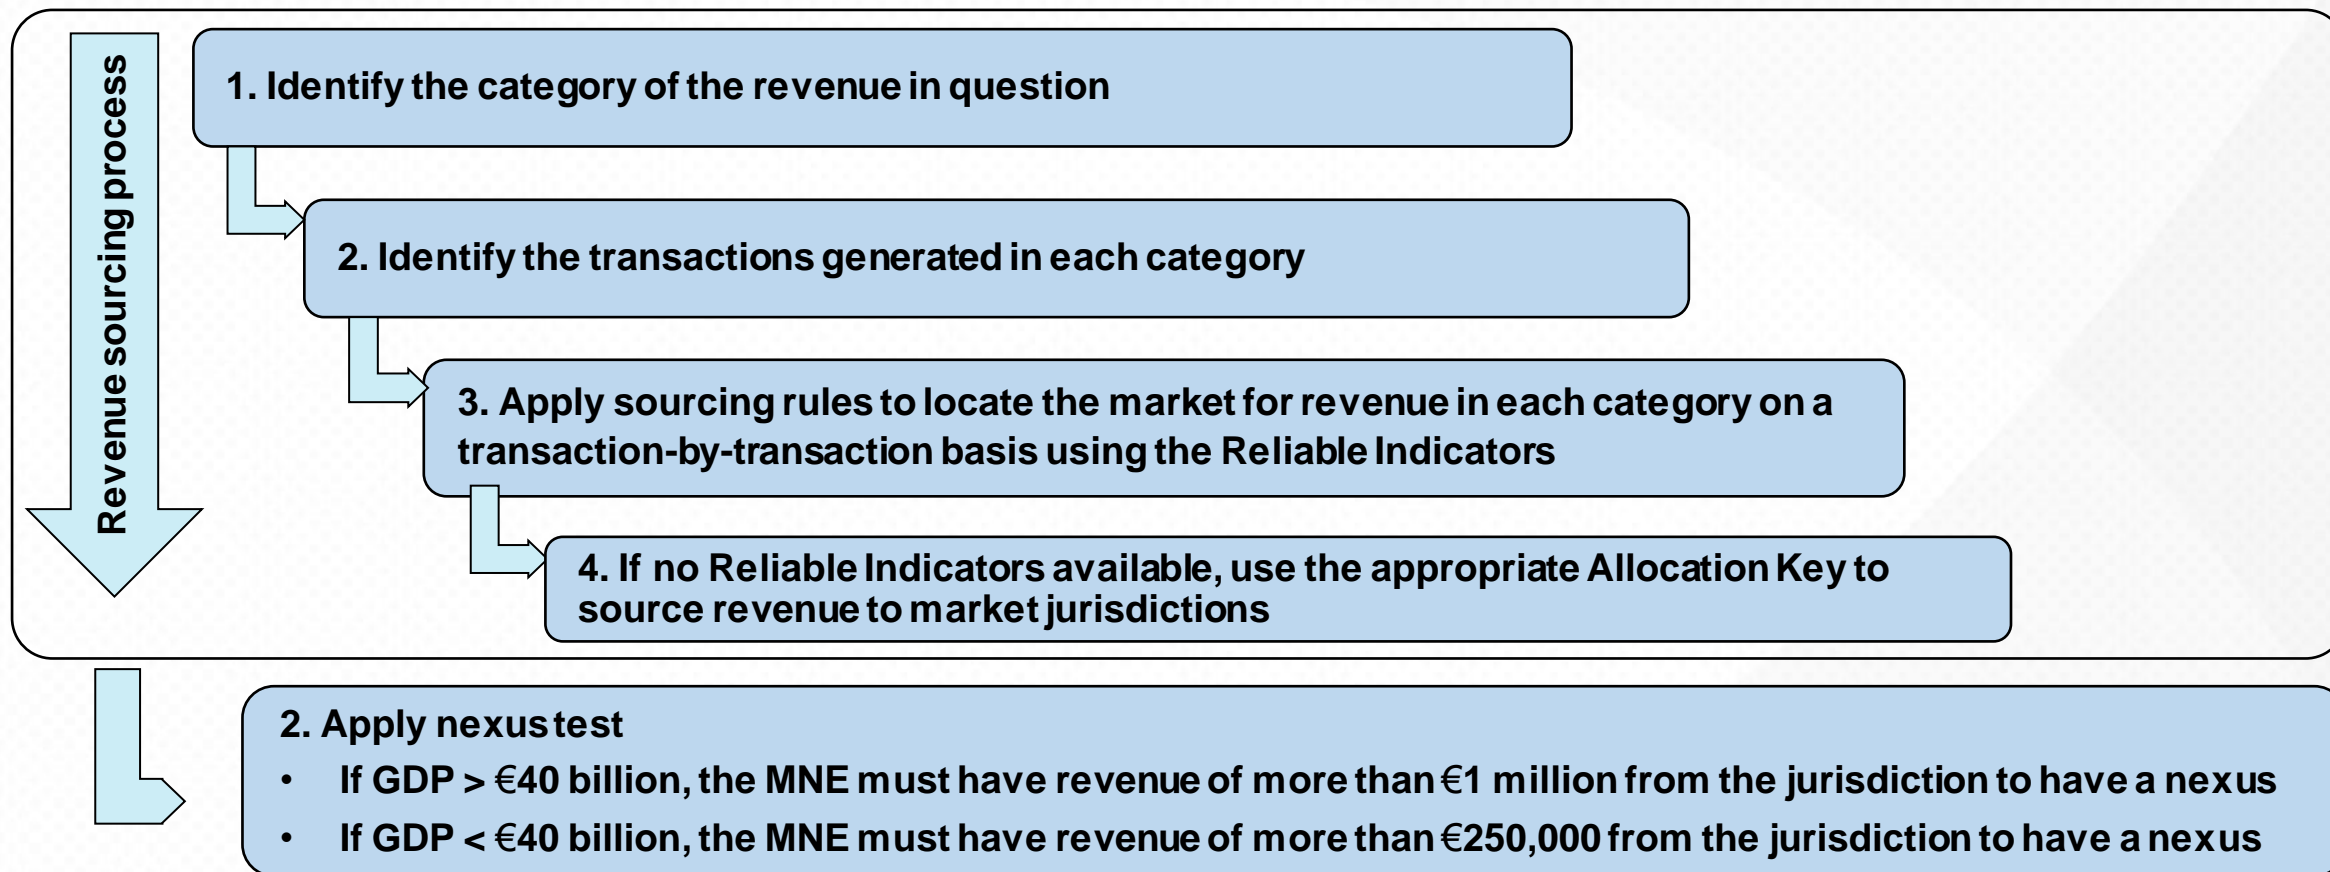 Revenue sourcing process
1. Identify the category of the revenue in question
2. Identify the transactions generated in each category
3. Apply sourcing rules to locate the market for revenue in each category on a
transaction-by-transaction basis using the Reliable Indicators
4. If no Reliable Indicators available, use the appropriate Allocation Key to
source revenue to market jurisdictions
2. Apply nexus test
• If GDP > €40 billion, the MNE must have revenue of more than €1 million from the jurisdiction to have a nexus
• If GDP < €40 billion, the MNE must have revenue of more than €250,000 from the jurisdiction to have a nexus